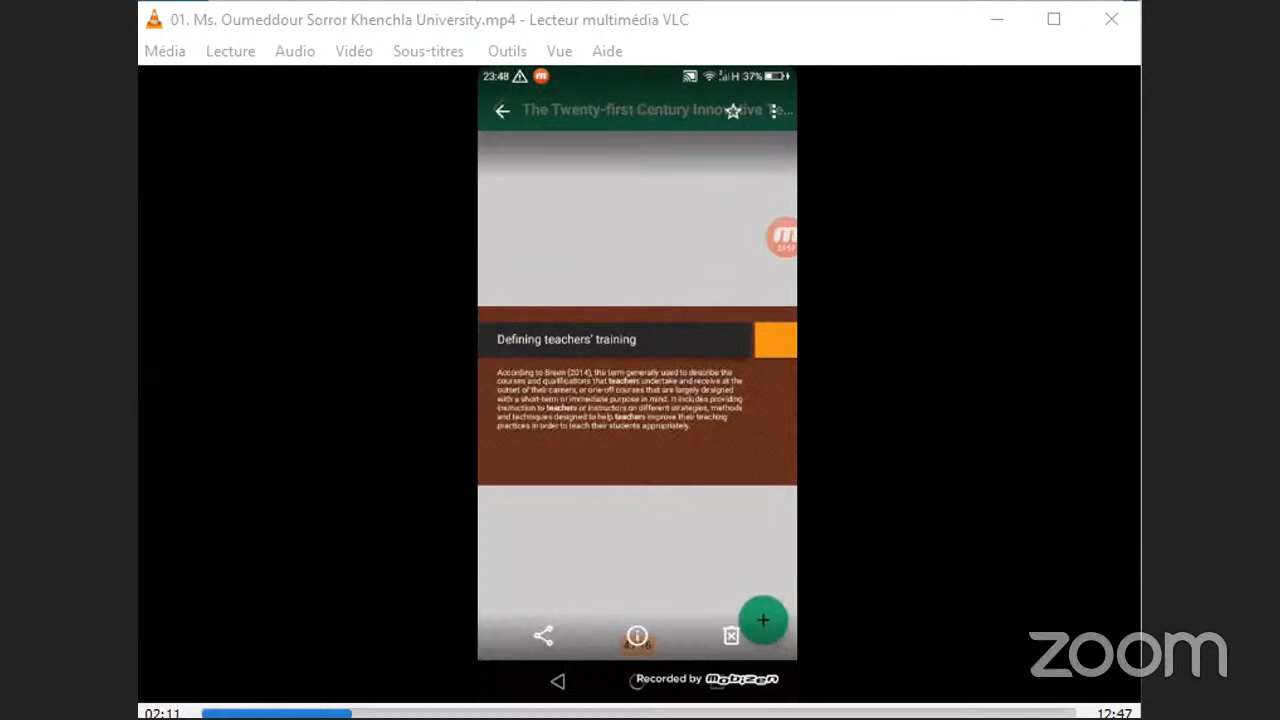 01. Ms. Oumeddour Sorror Khenchla University.mp4 - Lecteur multimédia VLC
Média Lecture Audio Vidéo Sous-titres Outils Vue Aide
23:48 H 37%
The Twenty-first Century Innovative Te...
Defining teachers' training
According to Breen (2014), the term generally used to describe the
courses and qualifications that teachers undertake and receive at the
outset of their careers, or one-off courses that are largely designed
with a short-term or immediate purpose in mind. It includes providing
instruction to teachers or instructors on different strategies, methods
and techniques designed to help teachers improve their teaching
practices in order to teach their students appropriately.
Recorded by mobizen
zoom
02:11 12:47